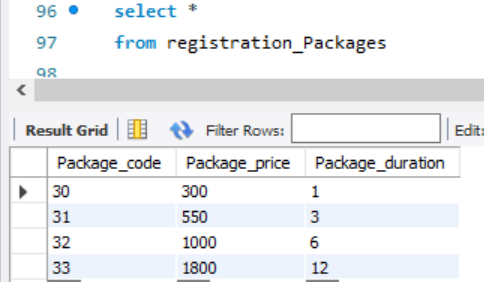 96 select *
97 from registration_Packages
98
Result Grid Filter Rows: Edit:
Package_code Package_price Package_duration
30 300 1
31 550 3
32 1000 6
33 1800 12